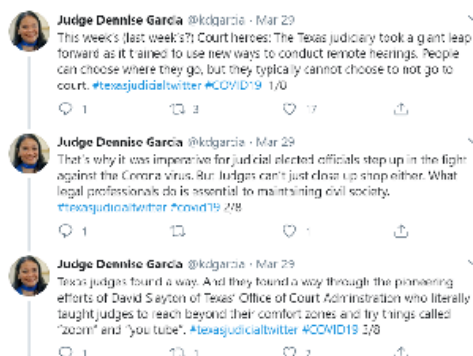 Judge Dennise Garcia @kdgarcia · Mar 29
This week's (last week's?) Court heroes: The Texas judiciary took a giant leap
forward as it trained to use new ways to conduct remote hearings. People
can choose where they go, but they typically cannot choose to not go to
court. #texasjudicialtwitter #COVID19 1/8
1 3 17
Judge Dennise Garcia @kdgarcia · Mar 29
That's why it was imperative for judicial elected officials step up in the fight
against the Corona virus. But Judges can't just close up shop either. What
legal professionals do is essential to maintaining civil society.
#texasjudicialtwitter #covid19 2/8
1 1
Judge Dennise Garcia @kdgarcia · Mar 29
Texas judges found a way. And they found a way through the pioneering
efforts of David Slayton of Texas' Office of Court Adminstration who literally
taught judges to reach beyond their comfort zones and try things called
"zoom" and "you tube". #texasjudicialtwitter #COVID19 3/8